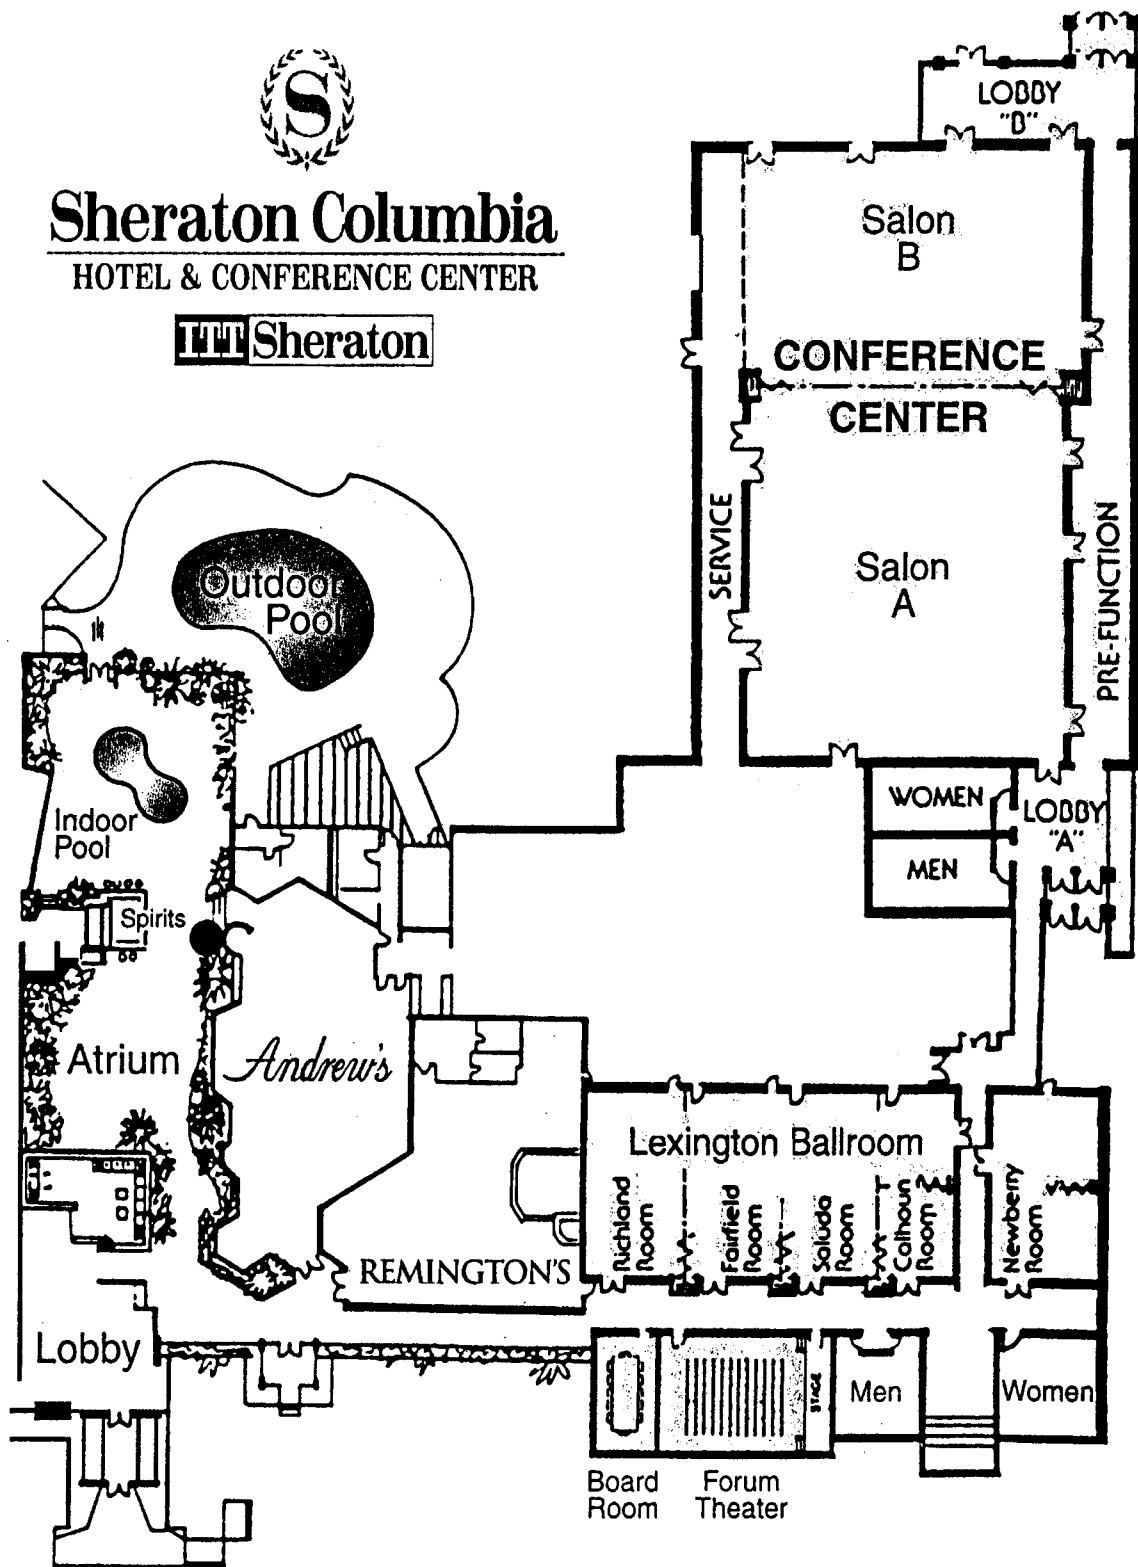 S
Sheraton Columbia
HOTEL & CONFERENCE CENTER
ITT Sheraton
LOBBY
"B"
Salon
B
CONFERENCE
CENTER
SERVICE
Salon
A
PRE-FUNCTION
Outdoor
Pool
Indoor
Pool
WOMEN
MEN
LOBBY
"A"
Spirits
Atrium
Andrew's
Lexington Ballroom
Richland
Room
Fairfield
Room
Saluda
Room
Calhoun
Room
Newberry
Room
REMINGTON'S
Lobby
STAGE
Men
Women
Board
Room
Forum
Theater